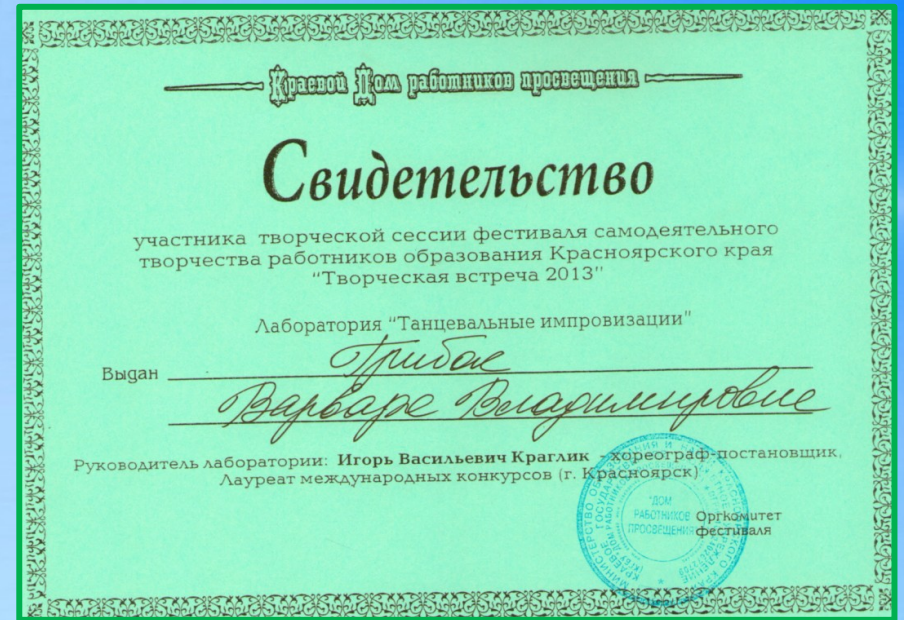 Краевой Дом работников просвещения
Свидетельство
участника творческой сессии фестиваля самодеятельного
творчества работников образования Красноярского края
“Творческая встреча 2013”
Лаборатория “Танцевальные импровизации”
Выдан
Варваре Владимировне
Руководитель лаборатории: Игорь Васильевич Краглик - хореограф-постановщик,
Лауреат международных конкурсов (г. Красноярск)
"ДОМ
РАБОТНИКОВ
ПРОСВЕЩЕНИЯ"
Оргкомитет
фестиваля